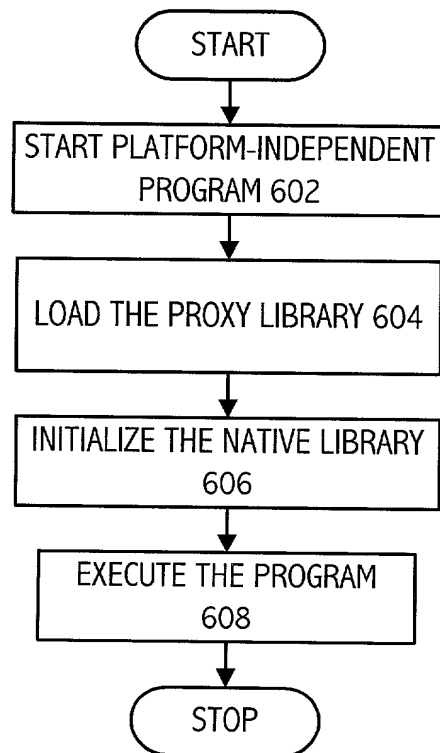 START
START PLATFORM-INDEPENDENT
PROGRAM 602
LOAD THE PROXY LIBRARY 604
INITIALIZE THE NATIVE LIBRARY
606
EXECUTE THE PROGRAM
608
STOP